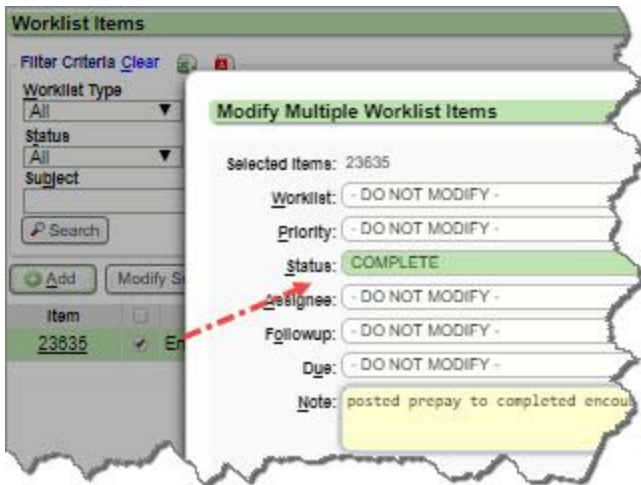 Worklist Items
Filter Criteria Clear
Worklist Type
All
Status
All
Subject
Search
Add Modify
Item
23635
Modify Multiple Worklist Items
Selected Items: 23635
Worklist: - DO NOT MODIFY -
Priority: - DO NOT MODIFY -
Status: COMPLETE
Assignee: - DO NOT MODIFY -
Followup: - DO NOT MODIFY -
Due: - DO NOT MODIFY -
Note: posted prepay to completed encou